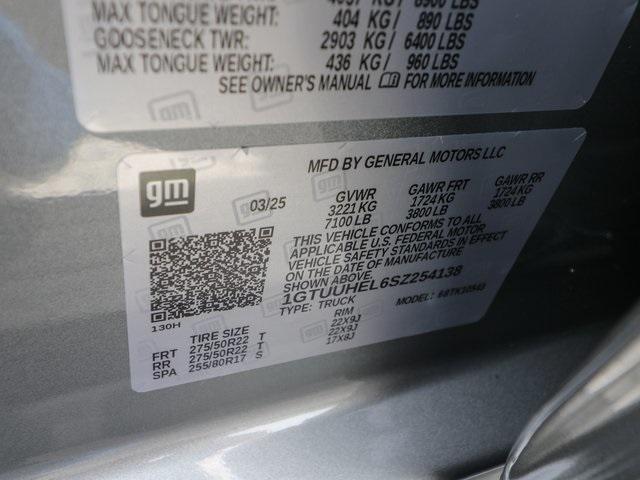 MAX TONGUE WEIGHT: 404 KG/ 890 LBS
GOOSENECK TWR: 2903 KG/ 6400 LBS
MAX TONGUE WEIGHT: 436 KG/ 960 LBS
SEE OWNER'S MANUAL FOR MORE INFORMATION
gm
MFD BY GENERAL MOTORS LLC
03/25 GVWR GAWR FRT GAWR RR
3221 KG 1724 KG 1724 KG
7100 LB 3800 LB 3800 LB
THIS VEHICLE CONFORMS TO ALL
APPLICABLE U.S. FEDERAL MOTOR
VEHICLE SAFETY STANDARDS IN EFFECT
ON THE DATE OF MANUFACTURE
SHOWN ABOVE.
1GTUUHEL6SZ254138
TYPE: TRUCK MODEL:
130H
TIRE SIZE RIM
FRT 275/50R22 T 22X9J
RR 275/50R22 T 22X9J
SPA 255/80R17 S 17X8J